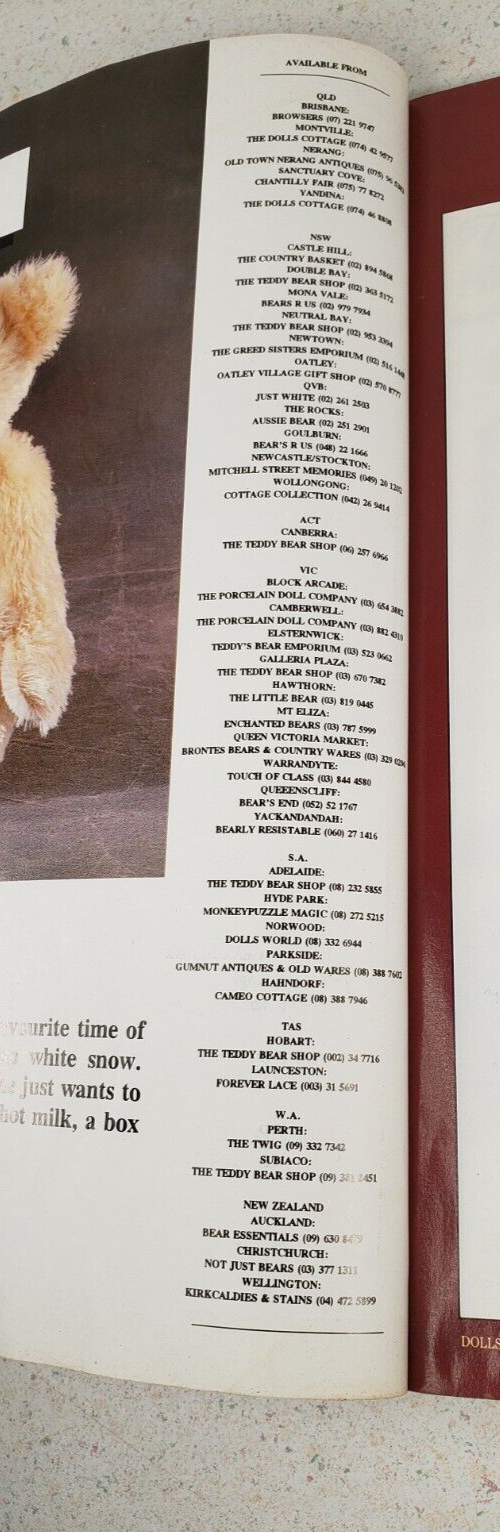 AVAILABLE FROM
QLD
BRISBANE:
BROWSERS (07) 221 9747
MONTVILLE:
THE DOLLS COTTAGE (074) 42 9577
NERANG:
OLD TOWN NERANG ANTIQUES (075) 96
SANCTUARY COVE:
CHANTILLY FAIR (075) 77 8272
YANDINA:
THE DOLLS COTTAGE (074) 46 8808
NSW
CASTLE HILL:
THE COUNTRY BASKET (02) 894 5868
DOUBLE BAY:
THE TEDDY BEAR SHOP (02) 363 5172
MONA VALE:
BEARS R US (02) 979 7934
NEUTRAL BAY:
THE TEDDY BEAR SHOP (02) 953 3394
NEWTOWN:
THE GREED SISTERS EMPORIUM (02) 516
OATLEY:
OATLEY VILLAGE GIFT SHOP (02) 570 8777
QVB:
JUST WHITE (02) 261 2503
THE ROCKS:
AUSSIE BEAR (02) 251 2901
GOULBURN:
BEAR'S R US (048) 22 1666
NEWCASTLE/STOCKTON:
MITCHELL STREET MEMORIES (049) 20 1202
WOLLONGONG:
COTTAGE COLLECTION (042) 26 9414
ACT
CANBERRA:
THE TEDDY BEAR SHOP (06) 257 6966
VIC
BLOCK ARCADE:
THE PORCELAIN DOLL COMPANY (03) 654 3882
CAMBERWELL:
THE PORCELAIN DOLL COMPANY (03) 882 4310
ELSTERNWICK:
TEDDY'S BEAR EMPORIUM (03) 523 0662
GALLERIA PLAZA:
THE TEDDY BEAR SHOP (03) 670 7382
HAWTHORN:
THE LITTLE BEAR (03) 819 0445
MT ELIZA:
ENCHANTED BEARS (03) 787 5999
QUEEN VICTORIA MARKET:
BRONTES BEARS & COUNTRY WARES (03) 329
WARRANDYTE:
TOUCH OF CLASS (03) 844 4580
QUEEENSCLIFF:
BEAR'S END (052) 52 1767
YACKANDANDAH:
BEARLY RESISTABLE (060) 27 1416
S.A.
ADELAIDE:
THE TEDDY BEAR SHOP (08) 232 5855
HYDE PARK:
MONKEYPUZZLE MAGIC (08) 272 5215
NORWOOD:
DOLLS WORLD (08) 332 6944
PARKSIDE:
GUMNUT ANTIQUES & OLD WARES (08) 388 7602
HAHNDORF:
CAMEO COTTAGE (08) 388 7946
TAS
HOBART:
THE TEDDY BEAR SHOP (002) 34 7716
LAUNCESTON:
FOREVER LACE (003) 31 5691
W.A.
PERTH:
THE TWIG (09) 332 7342
SUBIACO:
THE TEDDY BEAR SHOP (09) 381 8451
NEW ZEALAND
AUCKLAND:
BEAR ESSENTIALS (09) 630
CHRISTCHURCH:
NOT JUST BEARS (03) 377
WELLINGTON:
KIRKCALDIES & STAINS (04) 472 5899
time of
white snow.
just wants to
hot milk, a box
DOLLS